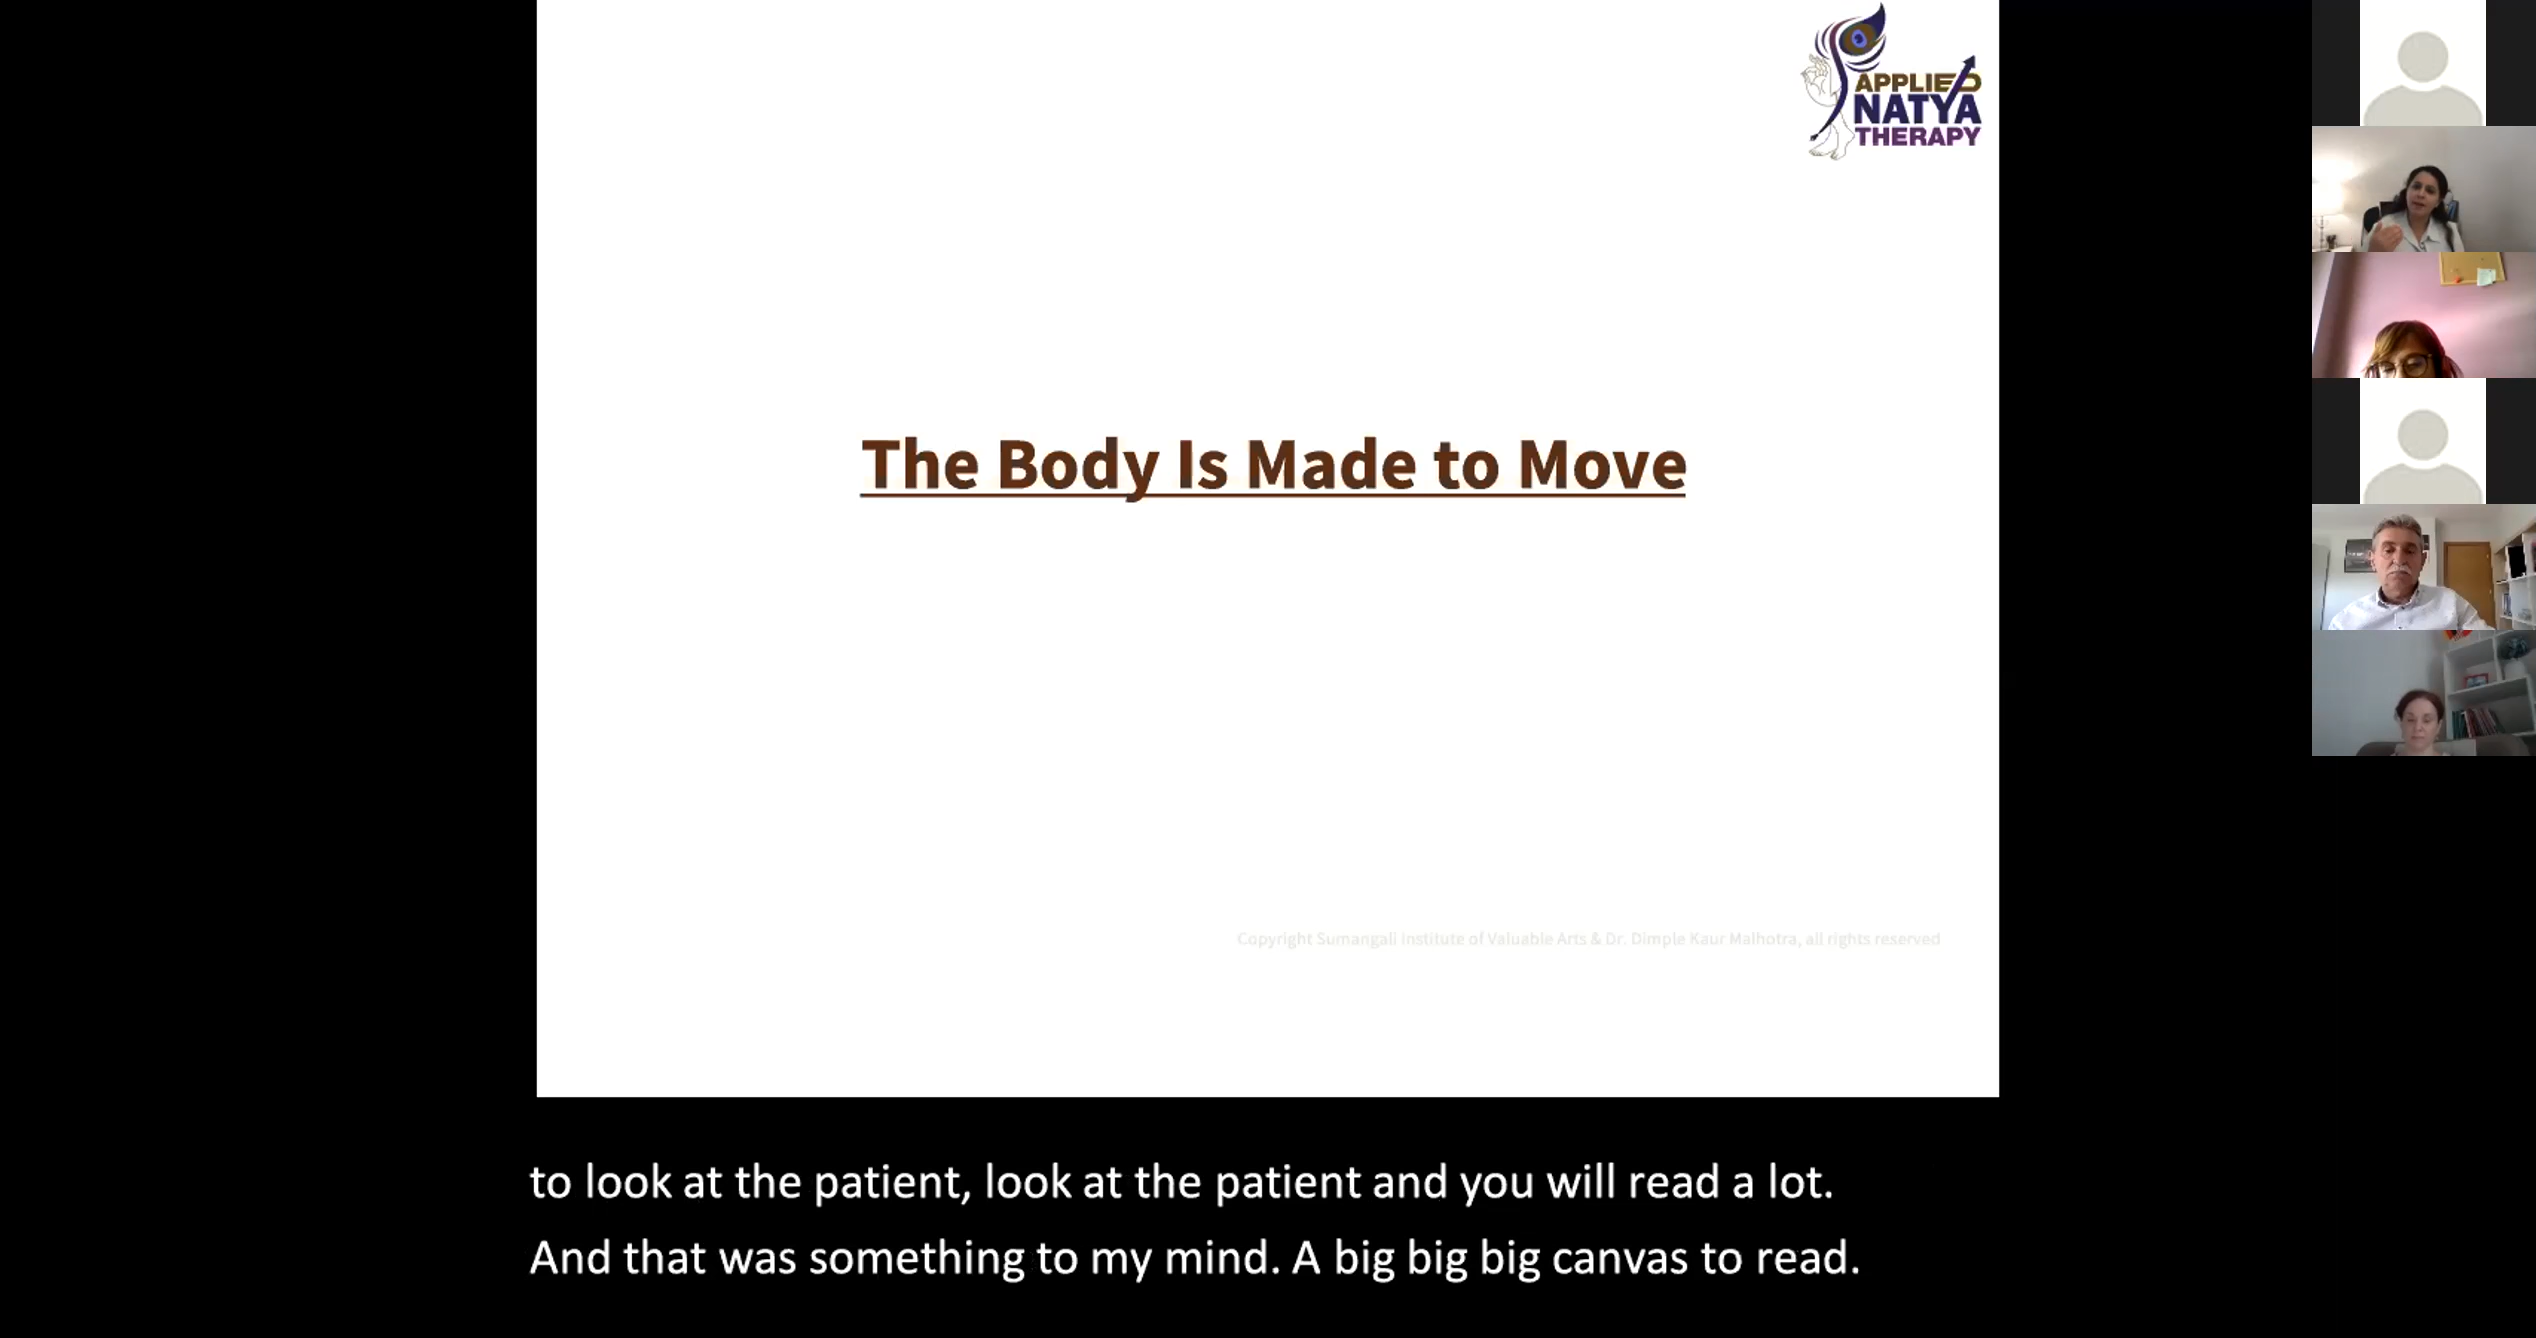 APPLIED
NATYA
THERAPY
The Body Is Made to Move
Copyright Sumangali Institute of Valuable Arts & Dr. Dimple Kaur Malhotra, all rights reserved
to look at the patient, look at the patient and you will read a lot.
And that was something to my mind. A big big big canvas to read.